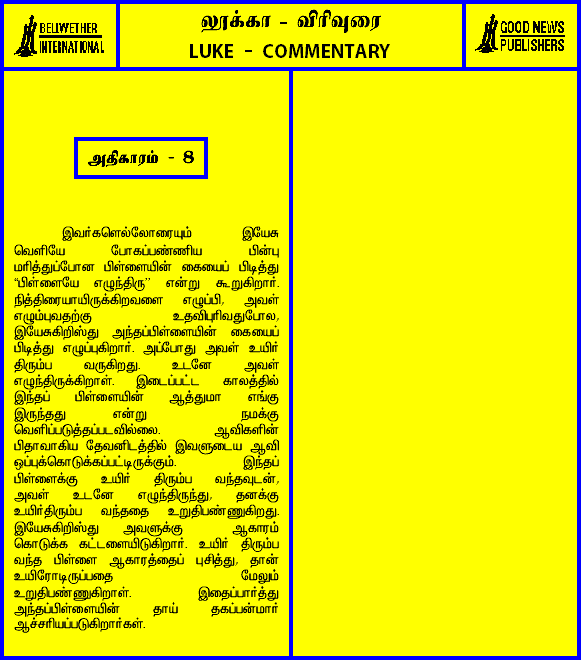 BELLWETHER
INTERNATIONAL
லூக்கா - விரிவுரை
LUKE - COMMENTARY
GOOD NEWS
PUBLISHERS
அதிகாரம் - 8
இவர்களெல்லோரையும் இயேசு
வெளியே போகப்பண்ணிய பின்பு
மரித்துப்போன பிள்ளையின் கையைப் பிடித்து
“பிள்ளையே எழுந்திரு” என்று கூறுகிறார்.
நித்திரையாயிருக்கிறவளை எழுப்பி, அவள்
எழும்புவதற்கு உதவிபுரிவதுபோல,
இயேசுகிறிஸ்து அந்தப்பிள்ளையின் கையைப்
பிடித்து எழுப்புகிறார். அப்போது அவள் உயிர்
திரும்ப வருகிறது. உடனே அவள்
எழுந்திருக்கிறாள். இடைப்பட்ட காலத்தில்
இந்தப் பிள்ளையின் ஆத்துமா எங்கு
இருந்தது என்று நமக்கு
வெளிப்படுத்தப்படவில்லை. ஆவிகளின்
பிதாவாகிய தேவனிடத்தில் இவளுடைய ஆவி
ஒப்புக்கொடுக்கப்பட்டிருக்கும். இந்தப்
பிள்ளைக்கு உயிர் திரும்ப வந்தவுடன்,
அவள் உடனே எழுந்திருந்து, தனக்கு
உயிர்திரும்ப வந்ததை உறுதிபண்ணுகிறது.
இயேசுகிறிஸ்து அவளுக்கு ஆகாரம்
கொடுக்க கட்டளையிடுகிறார். உயிர் திரும்ப
வந்த பிள்ளை ஆகாரத்தைப் புசித்து, தான்
உயிரோடிருப்பதை மேலும்
உறுதிபண்ணுகிறாள். இதைப்பார்த்து
அந்தப்பிள்ளையின் தாய் தகப்பன்மார்
ஆச்சரியப்படுகிறார்கள்.